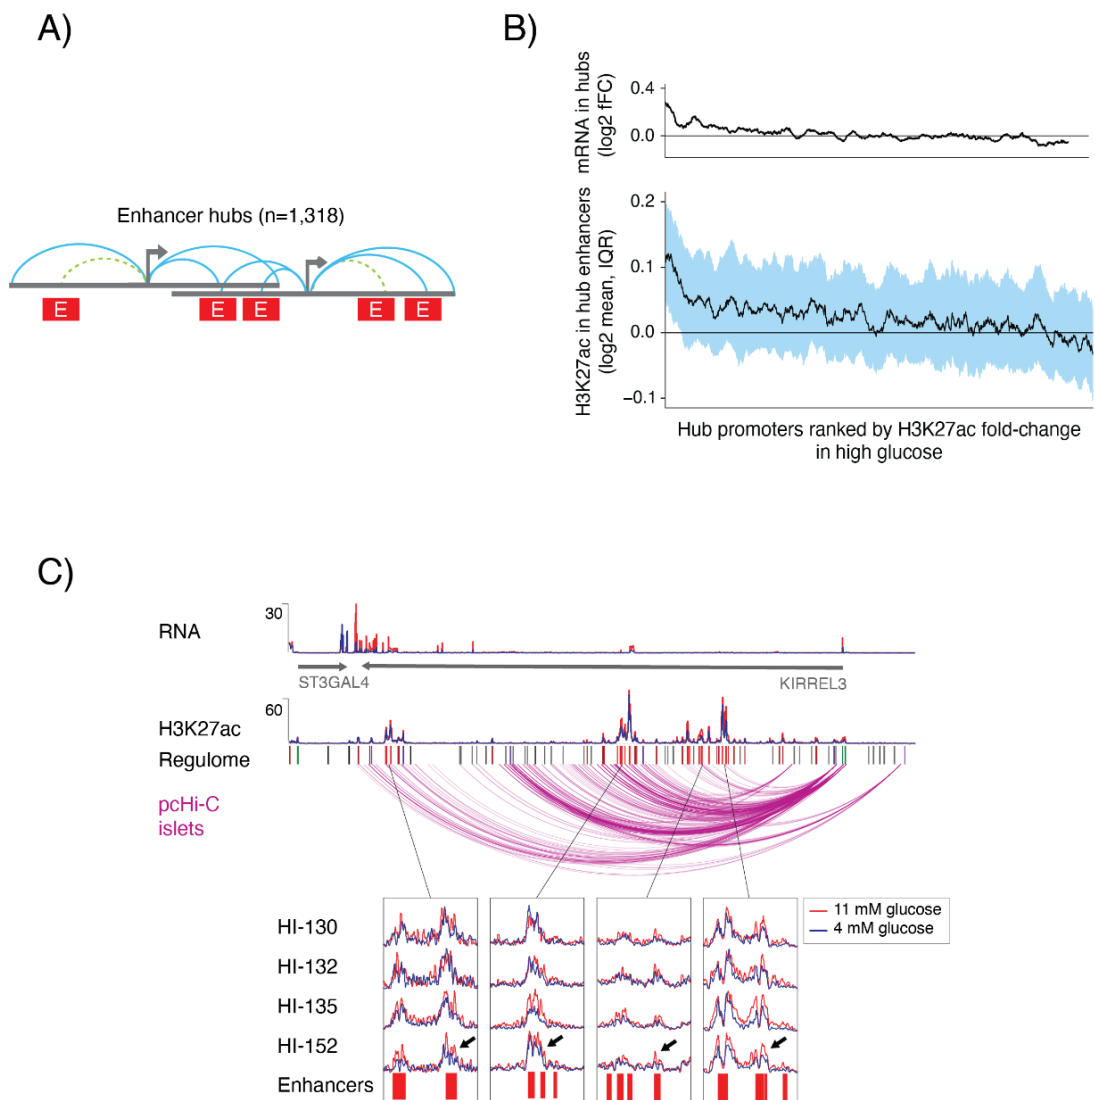 A)
Enhancer hubs (n=1,318)
E
E
E
E
E
B)
mRNA in hubs
(log2 fFC)
0.4
0.0
H3K27ac in hub enhancers
(log2 mean, IQR)
0.2
0.1
0.0
−0.1
Hub promoters ranked by H3K27ac fold-change
in high glucose
C)
30
RNA
ST3GAL4
KIRREL3
60
H3K27ac
Regulome
pcHi-C
islets
11 mM glucose
4 mM glucose
HI-130
HI-132
HI-135
HI-152
Enhancers